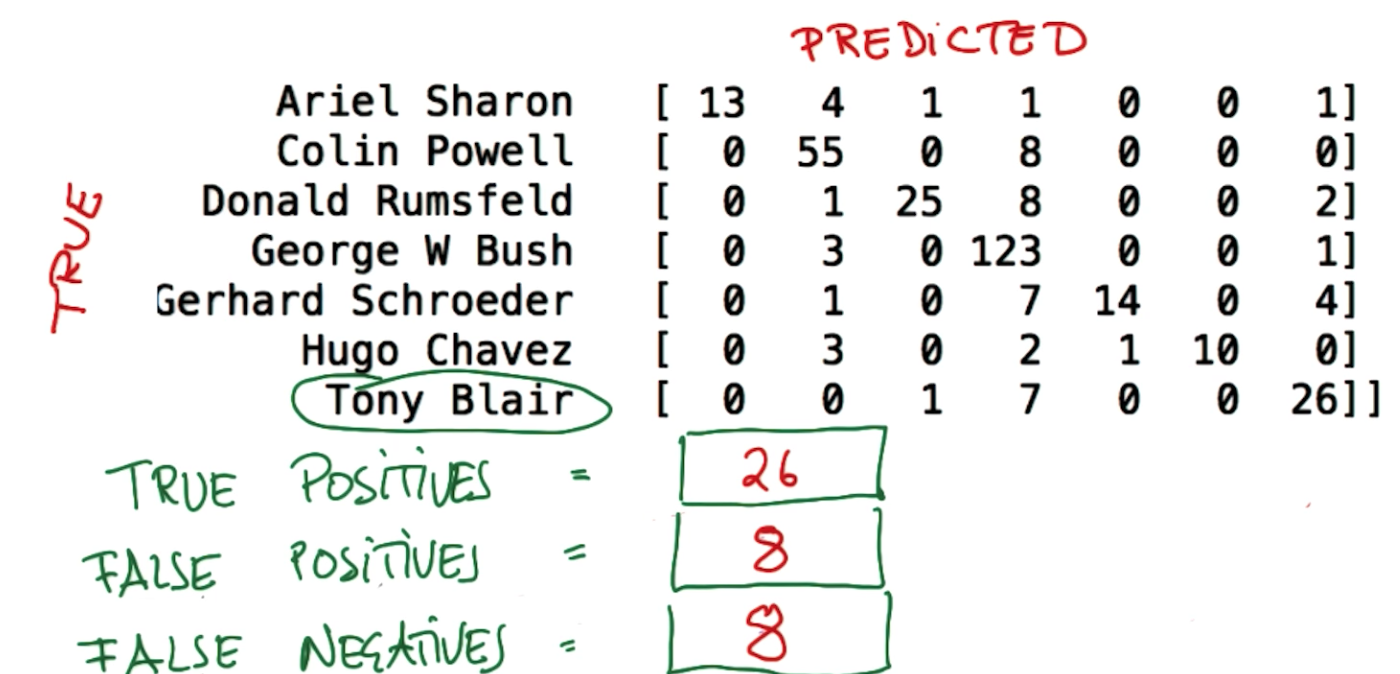 PREDICTED
Ariel Sharon [ 13 4 1 1 0 0 1]
Colin Powell [ 0 55 0 8 0 0 0]
Donald Rumsfeld [ 0 1 25 8 0 0 2]
TRUE
George W Bush [ 0 3 0 123 0 0 1]
Gerhard Schroeder [ 0 1 0 7 14 0 4]
Hugo Chavez [ 0 3 0 2 1 10 0]
Tony Blair [ 0 0 1 7 0 0 26]]
TRUE POSITIVES = 26
FALSE POSITIVES = 8
FALSE NEGATIVES = 8